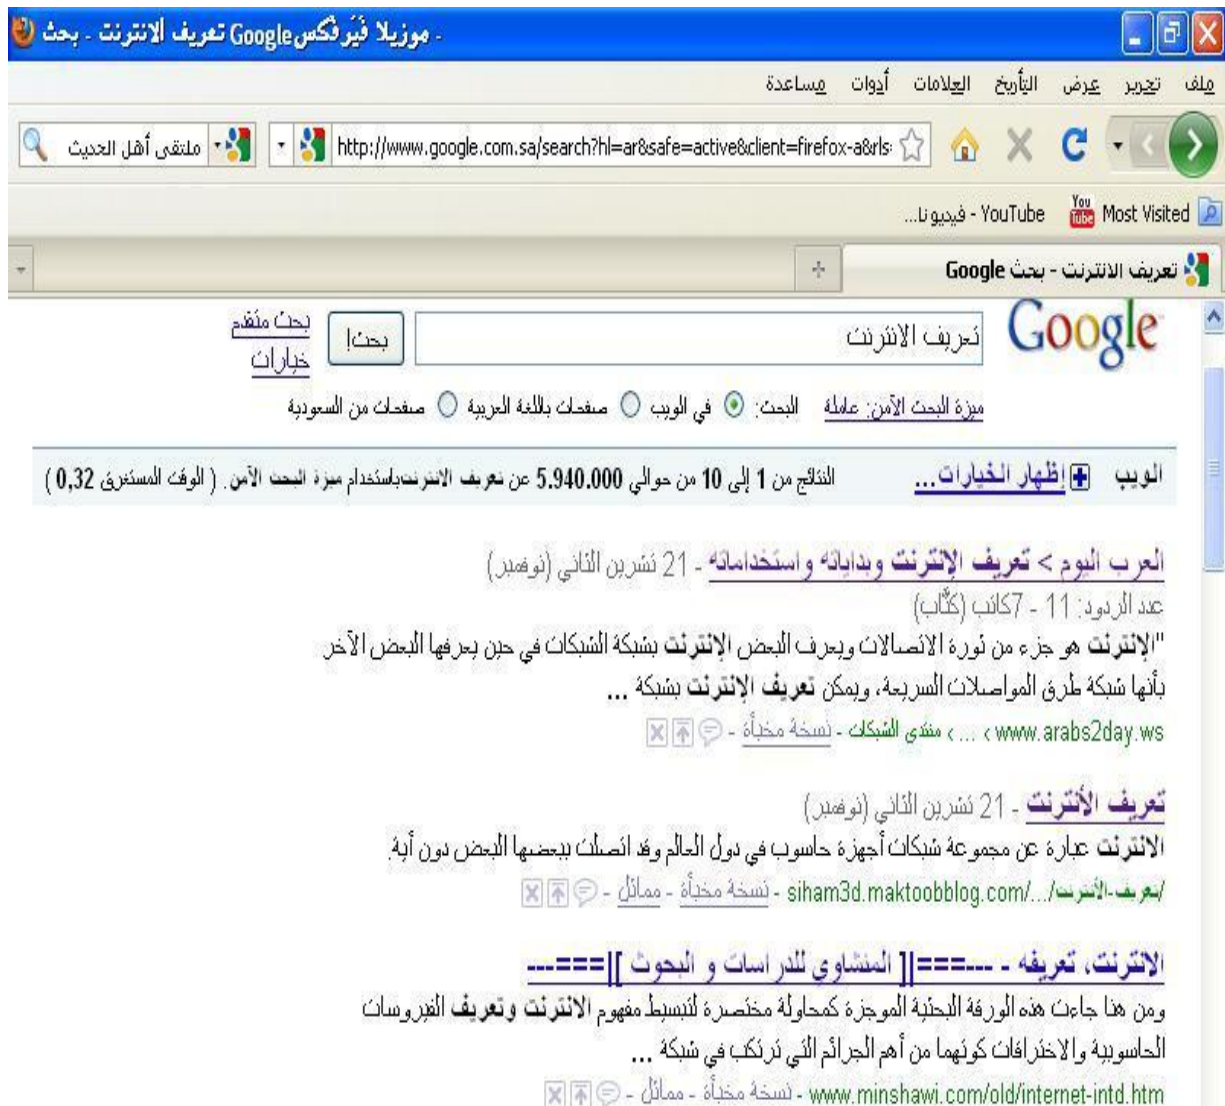 تعريف الانترنت - بحث Google - موزيلا فَيَرفُكس
ملف تحرير عرض التأريخ العلامات أدوات مساعدة
http://www.google.com.sa/search?hl=ar&safe=active&client=firefox-a&rls: ملتقى أهل الحديث
Most Visited YouTube - فيديو نا...
تعريف الانترنت - بحث Google
Google تعريف الانترنت بحث! بحث متقدم
خيارات
ميزة البحث الآمن: عاملة البحث: في الويب صفحات باللغة العربية صفحات من السعودية
الويب إظهار الخيارات... النتائج من 1 إلى 10 من حوالي 5.940.000 عن تعريف الانترنت باستخدام ميزة البحث الآمن. ( الوقت المستغرق 0,32 )
العرب اليوم > تعريف الإنترنت وبداياته واستخداماته - 21 تشرين الثاني (نوفمبر)
عدد الردود: 11 - 7كاتب (كتَّاب)
"الإنترنت هو جزء من ثورة الاتصالات ويعرف البعض الإنترنت بشبكة الشبكات في حين يعرفها البعض الآخر
بأنها شبكة طرق المواصلات السريعة، ويمكن تعريف الإنترنت بشبكة ...
www.arabs2day.ws › ... › منتدى الشبكات - نسخة مخبأة -
تعريف الأنترنت - 21 تشرين الثاني (نوفمبر)
الانترنت عبارة عن مجموعة شبكات أجهزة حاسوب في دول العالم وقد اتصلت ببعضها البعض دون أية.
siham3d.maktoobblog.com/.../تعريف-الأنترنت/ - نسخة مخبأة - مماثل -
الانترنت، تعريفه - ---===|[ المنشاوي للدراسات و البحوث ]|===---
ومن هنا جاءت هذه الورقة البحثية الموجزة كمحاولة مختصرة لتبسيط مفهوم الانترنت وتعريف الفيروسات
الحاسوبية والاختراقات كونهما من أهم الجرائم التي ترتكب في شبكة ...
www.minshawi.com/old/internet-intd.htm - نسخة مخبأة - مماثل -